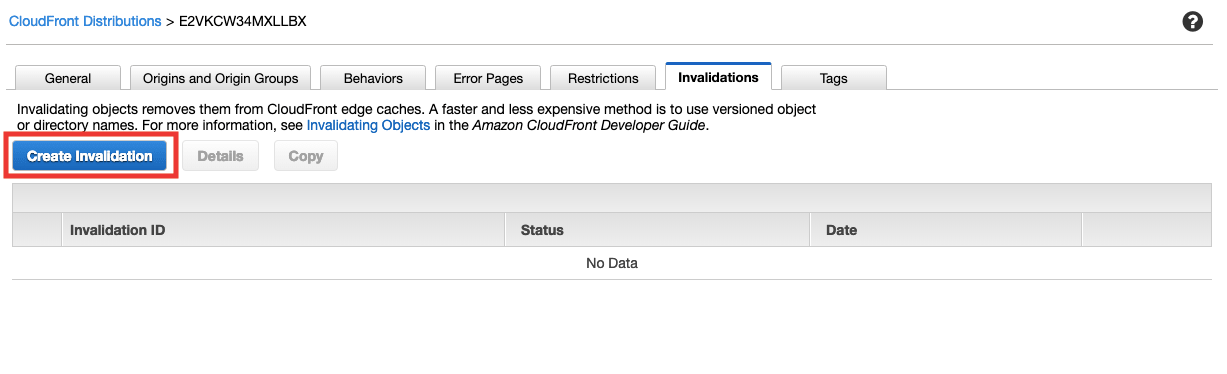 CloudFront Distributions > E2VKCW34MXLLBX
?
General Origins and Origin Groups Behaviors Error Pages Restrictions Invalidations Tags
Invalidating objects removes them from CloudFront edge caches. A faster and less expensive method is to use versioned object
or directory names. For more information, see Invalidating Objects in the Amazon CloudFront Developer Guide.
Create Invalidation Details Copy
Invalidation ID Status Date
No Data